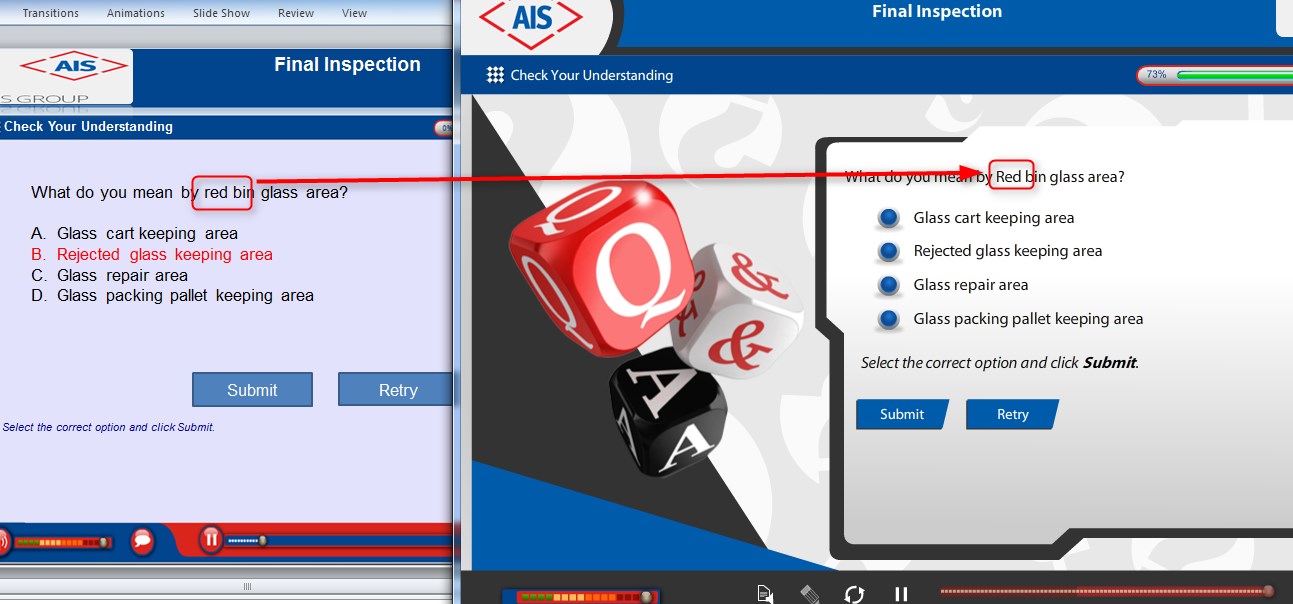 Transitions Animations Slide Show Review View
AIS
S GROUP
Final Inspection
Check Your Understanding
0%
What do you mean by red bin glass area?
A. Glass cart keeping area
B. Rejected glass keeping area
C. Glass repair area
D. Glass packing pallet keeping area
Submit Retry
Select the correct option and click Submit.
AIS
Final Inspection
Check Your Understanding
73%
Q Q Q
& & &
A A
What do you mean by Red bin glass area?
Glass cart keeping area
Rejected glass keeping area
Glass repair area
Glass packing pallet keeping area
Select the correct option and click Submit.
Submit Retry